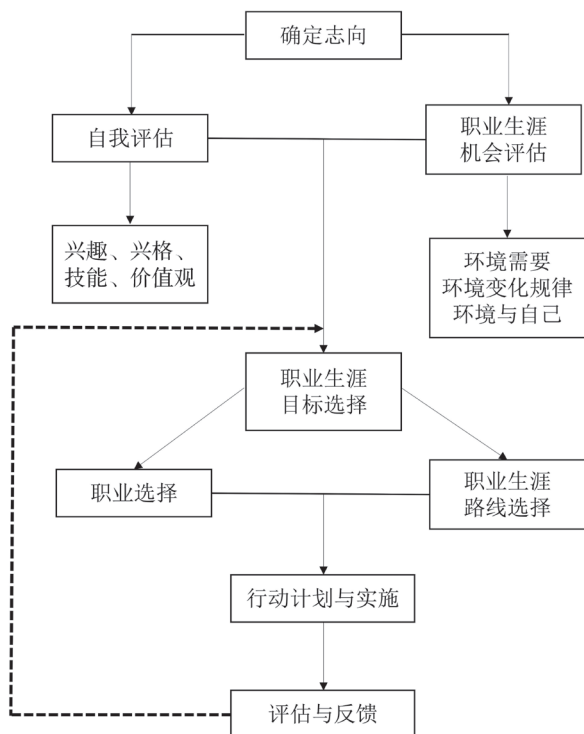 确定志向
自我评估
职业生涯
机会评估
兴趣、兴格、
技能、价值观
环境需要
环境变化规律
环境与自己
职业生涯
目标选择
职业选择
职业生涯
路线选择
行动计划与实施
评估与反馈